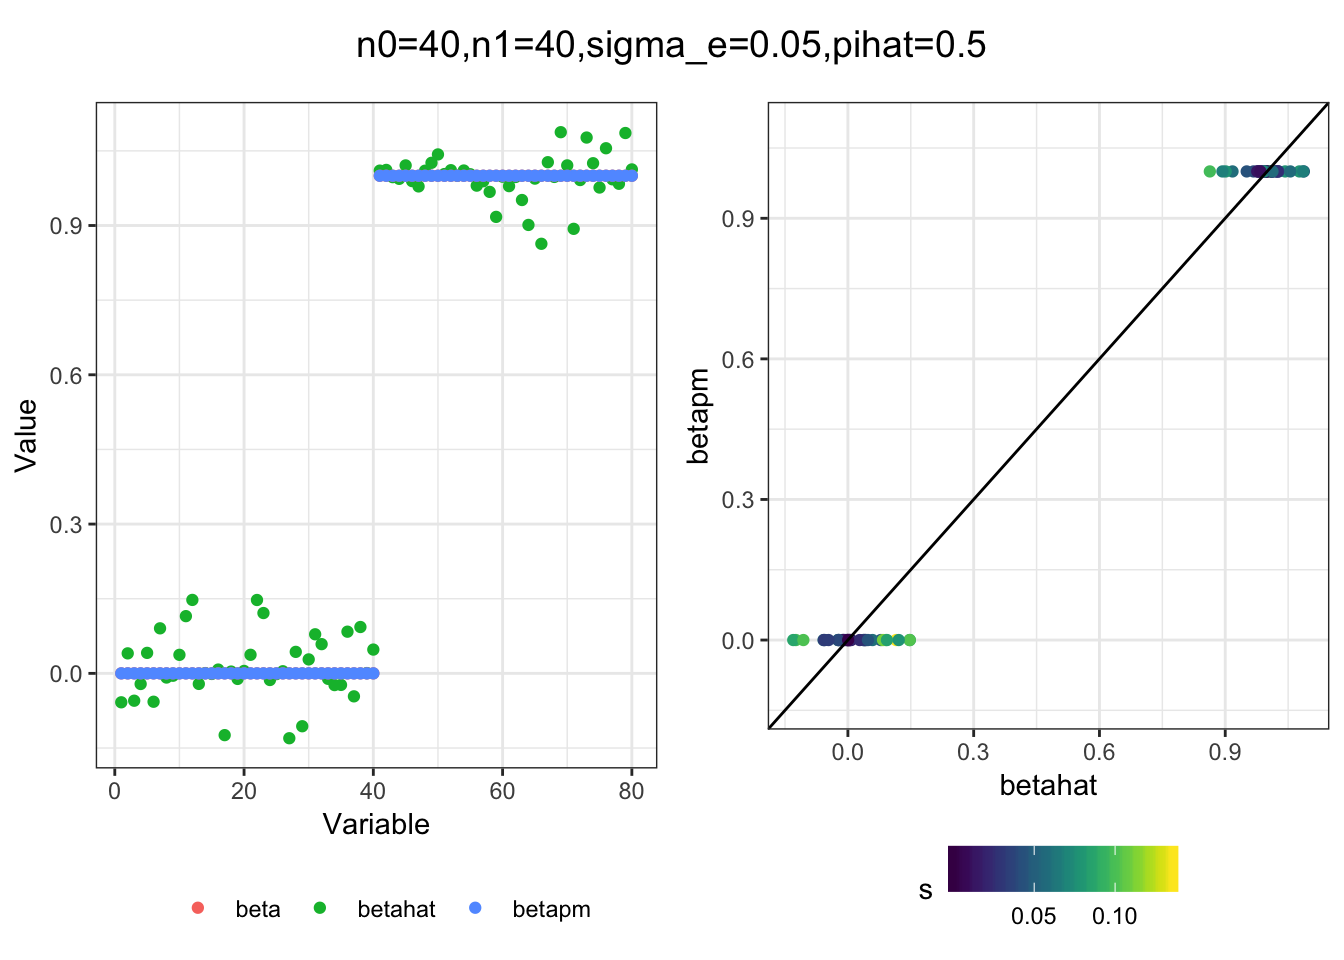 n0=40,n1=40,sigma_e=0.05,pihat=0.5
Value
0.9
0.6
0.3
0.0
0 20 40 60 80
Variable
beta betahat betapm
betapm
0.9
0.6
0.3
0.0
0.0 0.3 0.6 0.9
betahat
s
0.05 0.10